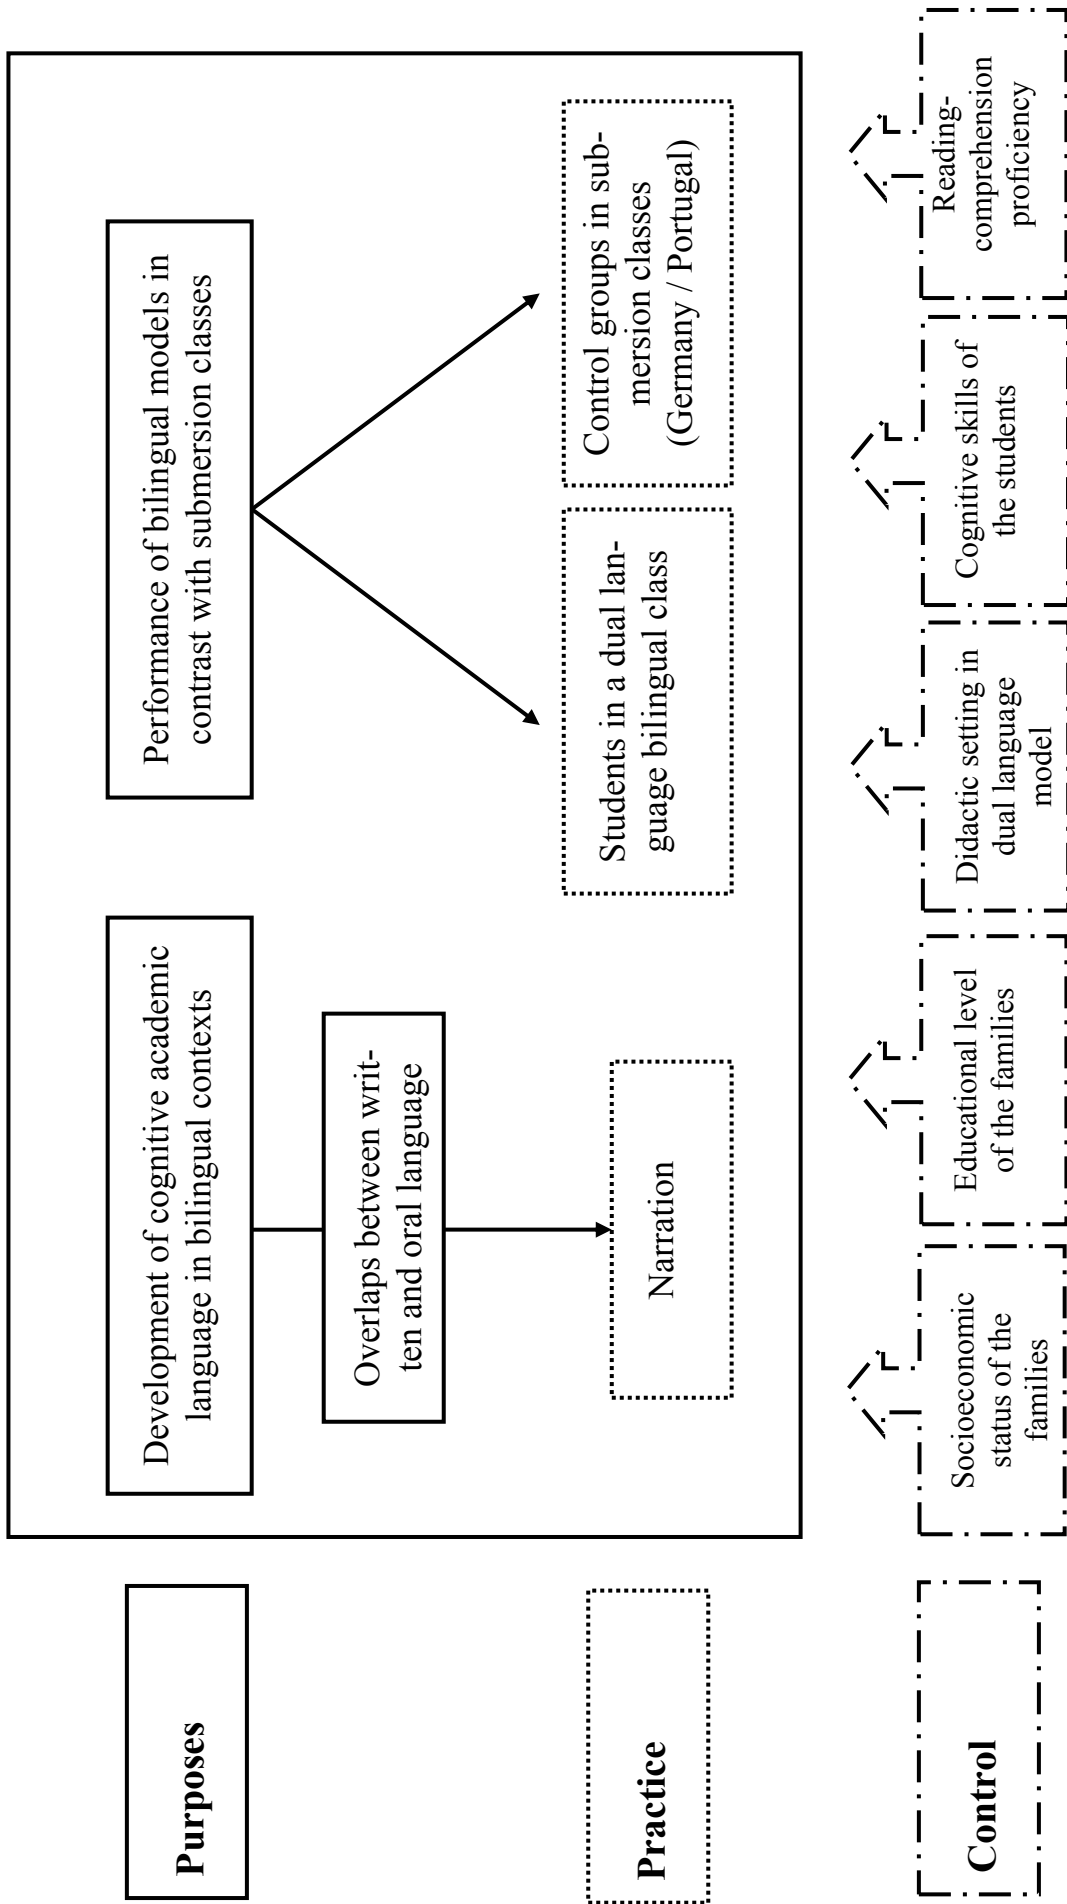 Purposes
Development of cognitive academic
language in bilingual contexts
Performance of bilingual models in
contrast with submersion classes
Overlaps between writ-
ten and oral language
Practice
Narration
Students in a dual lan-
guage bilingual class
Control groups in sub-
mersion classes
(Germany / Portugal)
Control
Socioeconomic
status of the
families
Educational level
of the families
Didactic setting in
dual language
model
Cognitive skills of
the students
Reading-
comprehension
proficiency